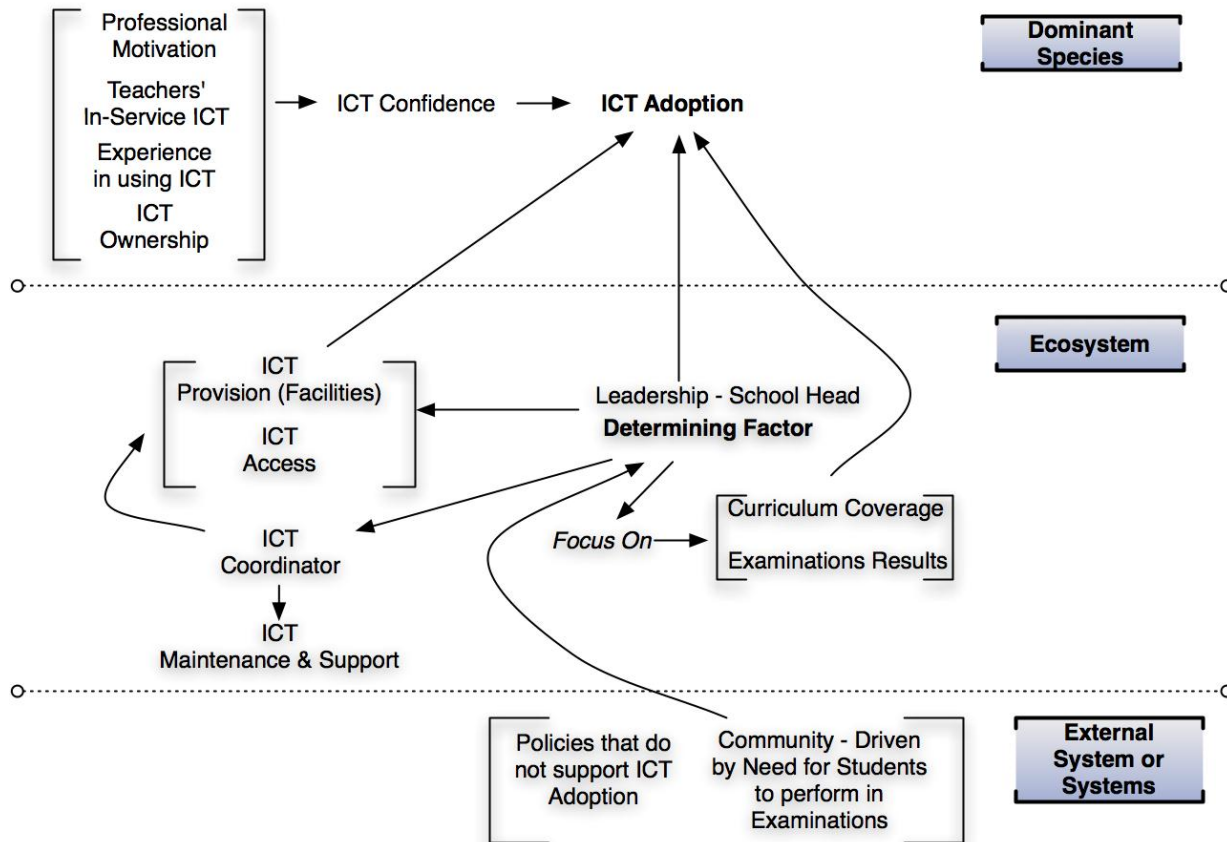 Professional
Motivation
Teachers'
In-Service ICT
Experience
in using ICT
ICT
Ownership
ICT Confidence
ICT Adoption
Dominant
Species
ICT
Provision (Facilities)
ICT
Access
Leadership - School Head
Determining Factor
Ecosystem
Focus On
Curriculum Coverage
Examinations Results
ICT
Coordinator
ICT
Maintenance & Support
Policies that do
not support ICT
Adoption
Community - Driven
by Need for Students
to perform in
Examinations
External
System or
Systems